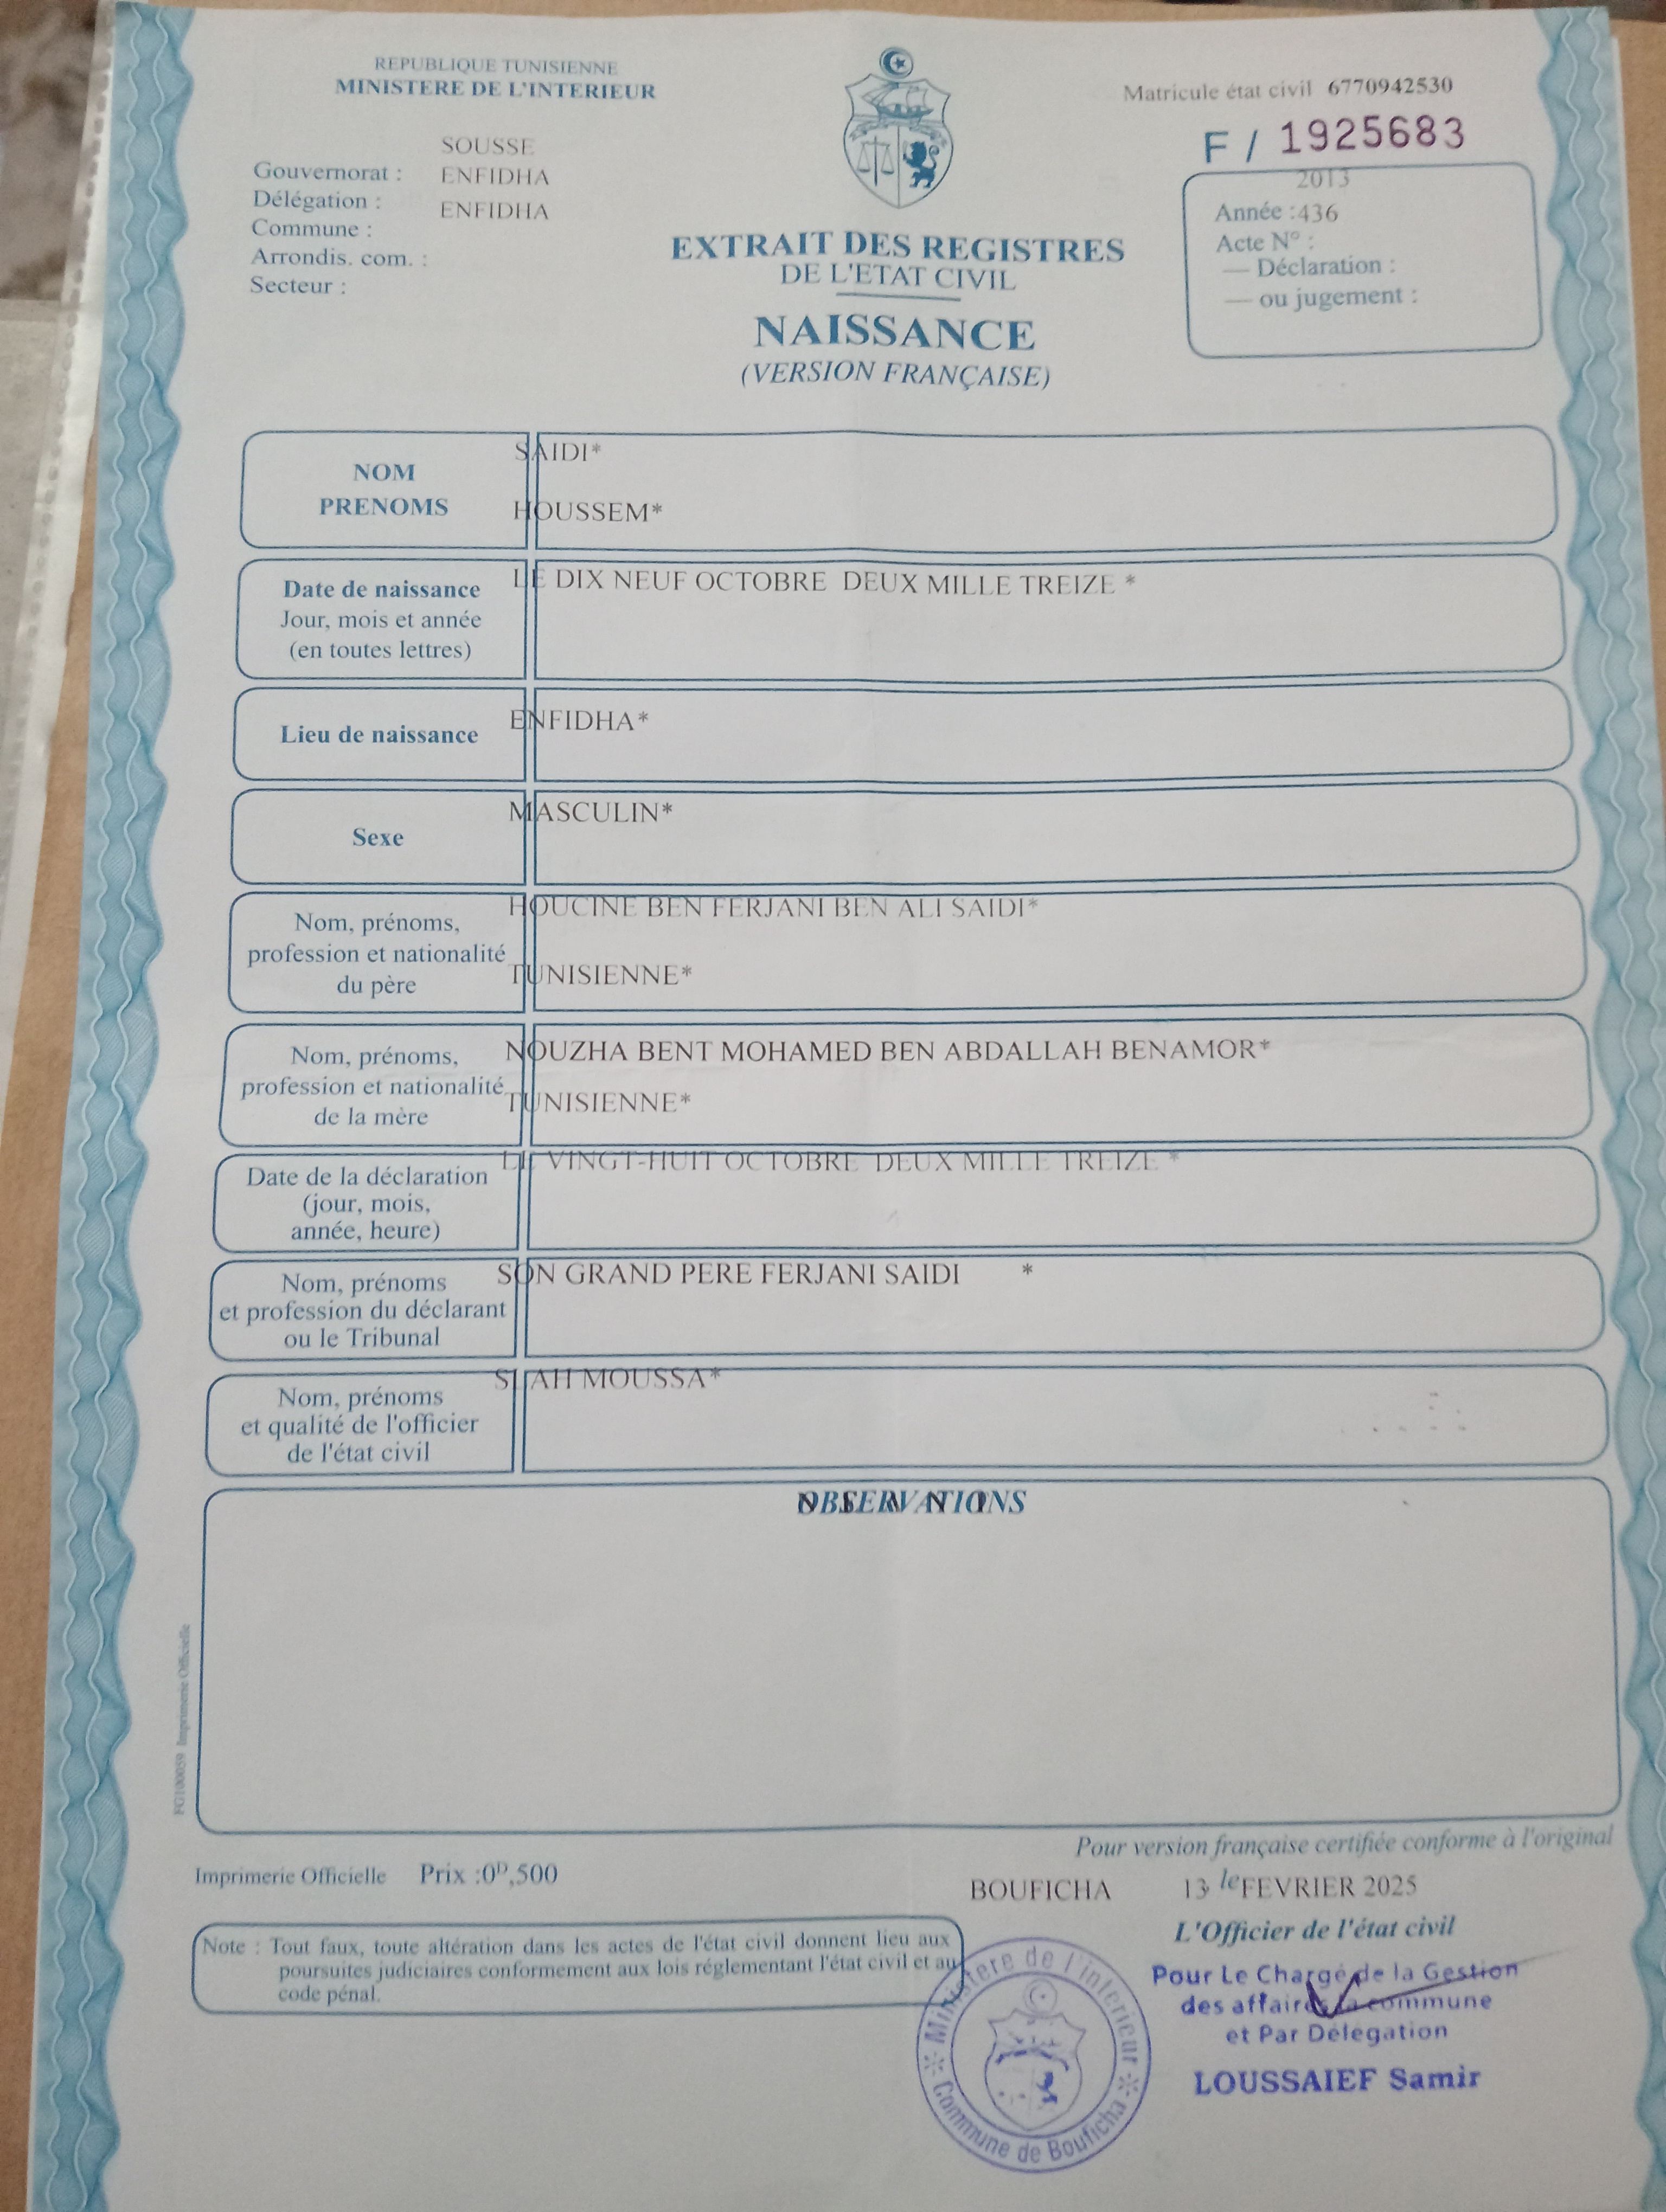 REPUBLIQUE TUNISIENNE
MINISTERE DE L'INTERIEUR
SOUSSE
Gouvernorat : ENFIDHA
Délégation : ENFIDHA
Commune :
Arrondis. com. :
Secteur :
Matricule état civil 6770942530
F / 1925683
2013
Année :436
Acte N° :
— Déclaration :
— ou jugement :
EXTRAIT DES REGISTRES
DE L'ETAT CIVIL
NAISSANCE
(VERSION FRANÇAISE)
NOM
SAIDI*
PRENOMS
HOUSSEM*
Date de naissance
Jour, mois et année
(en toutes lettres)
LE DIX NEUF OCTOBRE DEUX MILLE TREIZE *
Lieu de naissance
ENFIDHA*
Sexe
MASCULIN*
Nom, prénoms,
profession et nationalité
du père
HOUCINE BEN FERJANI BEN ALI SAIDI*
TUNISIENNE*
Nom, prénoms,
profession et nationalité
de la mère
NOUZHA BENT MOHAMED BEN ABDALLAH BENAMOR*
TUNISIENNE*
Date de la déclaration
(jour, mois,
année, heure)
LE VINGT-HUIT OCTOBRE DEUX MILLE TREIZE *
Nom, prénoms
et profession du déclarant
ou le Tribunal
SON GRAND PERE FERJANI SAIDI *
Nom, prénoms
et qualité de l'officier
de l'état civil
SLAH MOUSSA*
OBSERVATIONS
FG100059 Imprimerie Officielle
Pour version française certifiée conforme à l'original
Imprimerie Officielle Prix :0D,500
BOUFICHA 13 le FEVRIER 2025
L'Officier de l'état civil
Note : Tout faux, toute altération dans les actes de l'état civil donnent lieu aux
poursuites judiciaires conformement aux lois réglementant l'état civil et au
code pénal.
Pour Le Chargé de la Gestion
des affaires la commune
et Par Délegation
LOUSSAIEF Samir
Ministere de l'interieur
Commune de Bouficha